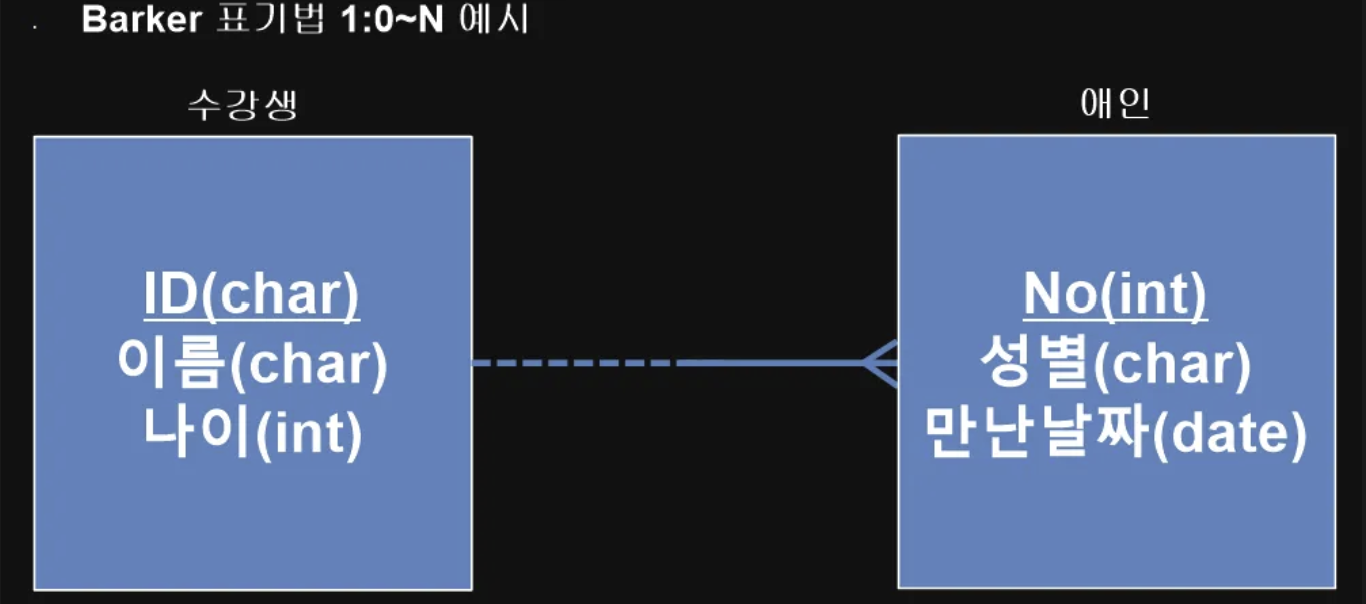 · Barker 표기법 1:0~N 예시
수강생
애인
ID(char)
이름(char)
나이(int)
No(int)
성별(char)
만난날짜(date)